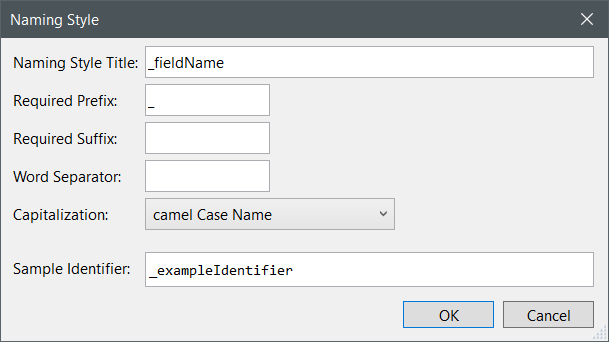 Naming Style
Naming Style Title: _fieldName
Required Prefix: _
Required Suffix:
Word Separator:
Capitalization: camel Case Name
Sample Identifier: _exampleIdentifier
OK Cancel